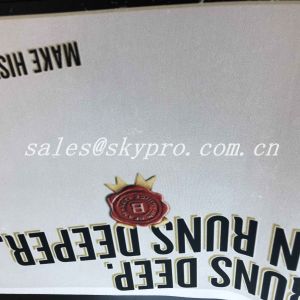 RUNS DEEP.
N RUNS DEEPER.
MAKE HIS
sales@skypro.com.cn
B